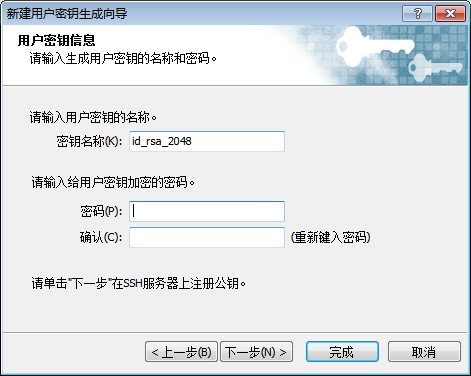 新建用户密钥生成向导
用户密钥信息
请输入生成用户密钥的名称和密码。
请输入用户密钥的名称。
密钥名称(K): id_rsa_2048
请输入给用户密钥加密的密码。
密码(P):
确认(C): (重新键入密码)
请单击"下一步"在SSH服务器上注册公钥。
< 上一步(B) 下一步(N) > 完成 取消